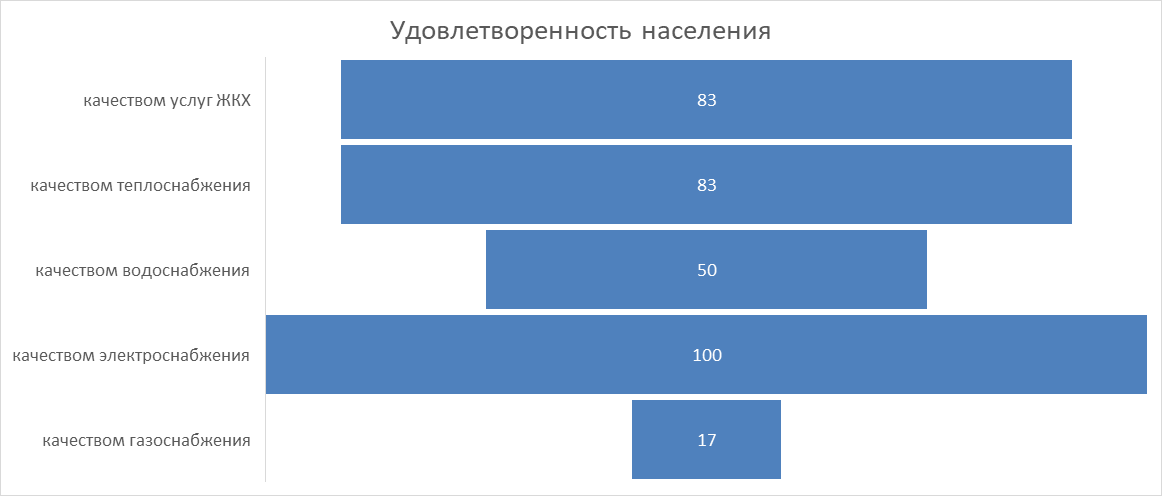 Удовлетворенность населения
качеством услуг ЖКХ
83
качеством теплоснабжения
83
качеством водоснабжения
50
качеством электроснабжения
100
качеством газоснабжения
17